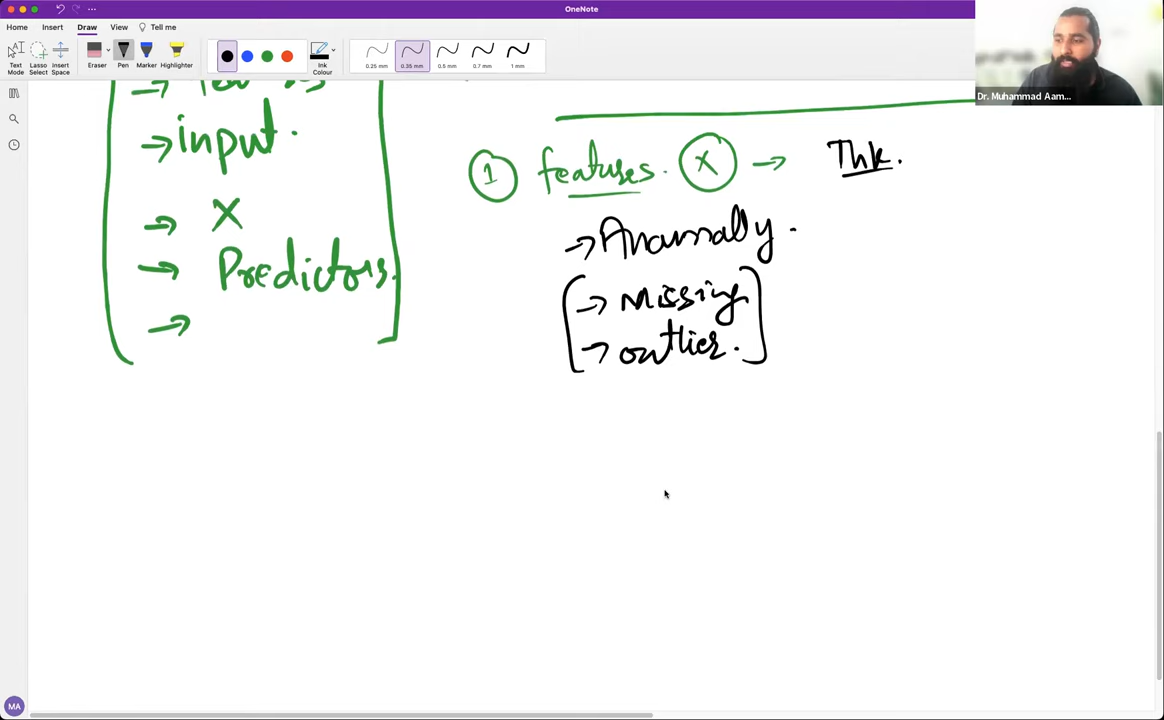 OneNote
Home Insert Draw View Tell me
Text Mode
Lasso Select
Insert Space
Eraser
Pen
Marker
Highlighter
Ink Colour
0.25 mm
0.35 mm
0.5 mm
0.7 mm
1 mm
Dr. Muhammad Aam...
→ input.
→ X
→ Predictors.
→
① features. Ⓧ → Thk.
→ Anamally.
→ Missing
→ outlier.
MA